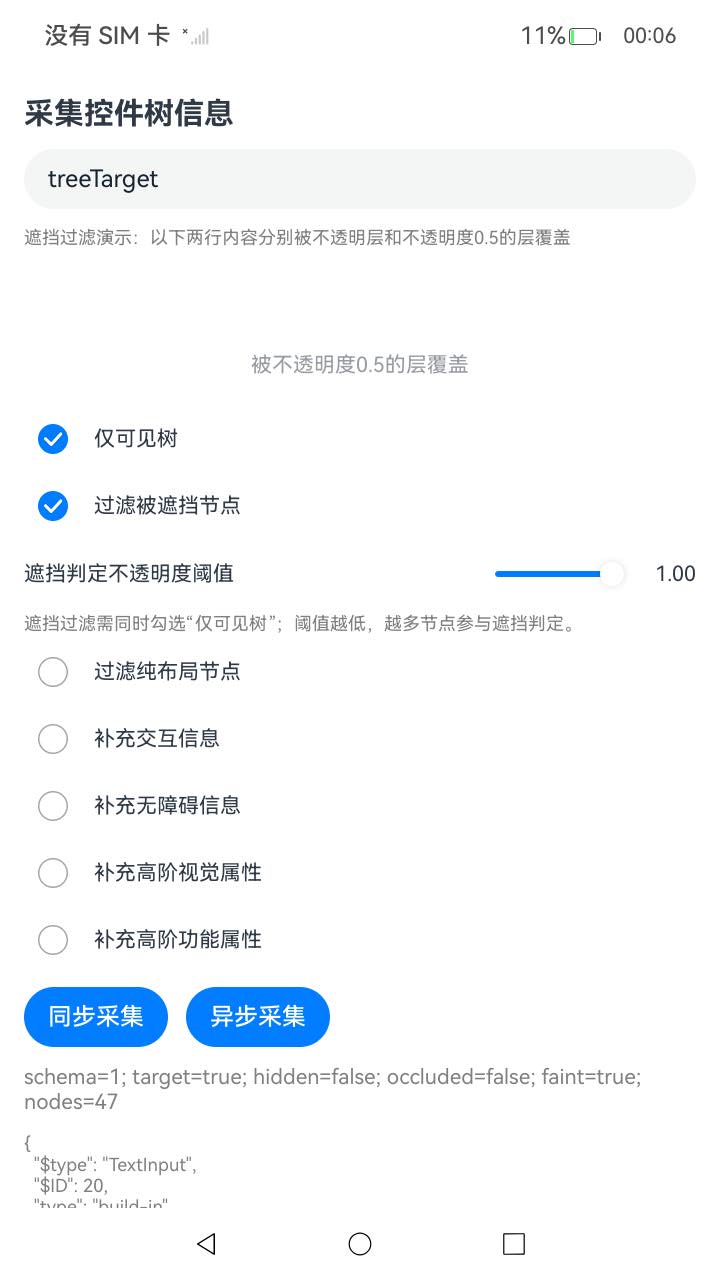 没有 SIM 卡
11%
00:06
采集控件树信息
treeTarget
遮挡过滤演示：以下两行内容分别被不透明层和不透明度0.5的层覆盖
被不透明度0.5的层覆盖
仅可见树
过滤被遮挡节点
遮挡判定不透明度阈值
1.00
遮挡过滤需同时勾选“仅可见树”；阈值越低，越多节点参与遮挡判定。
过滤纯布局节点
补充交互信息
补充无障碍信息
补充高阶视觉属性
补充高阶功能属性
同步采集
异步采集
schema=1; target=true; hidden=false; occluded=false; faint=true;
nodes=47
{
"$type": "TextInput",
"$ID": 20,
"type": "build-in"